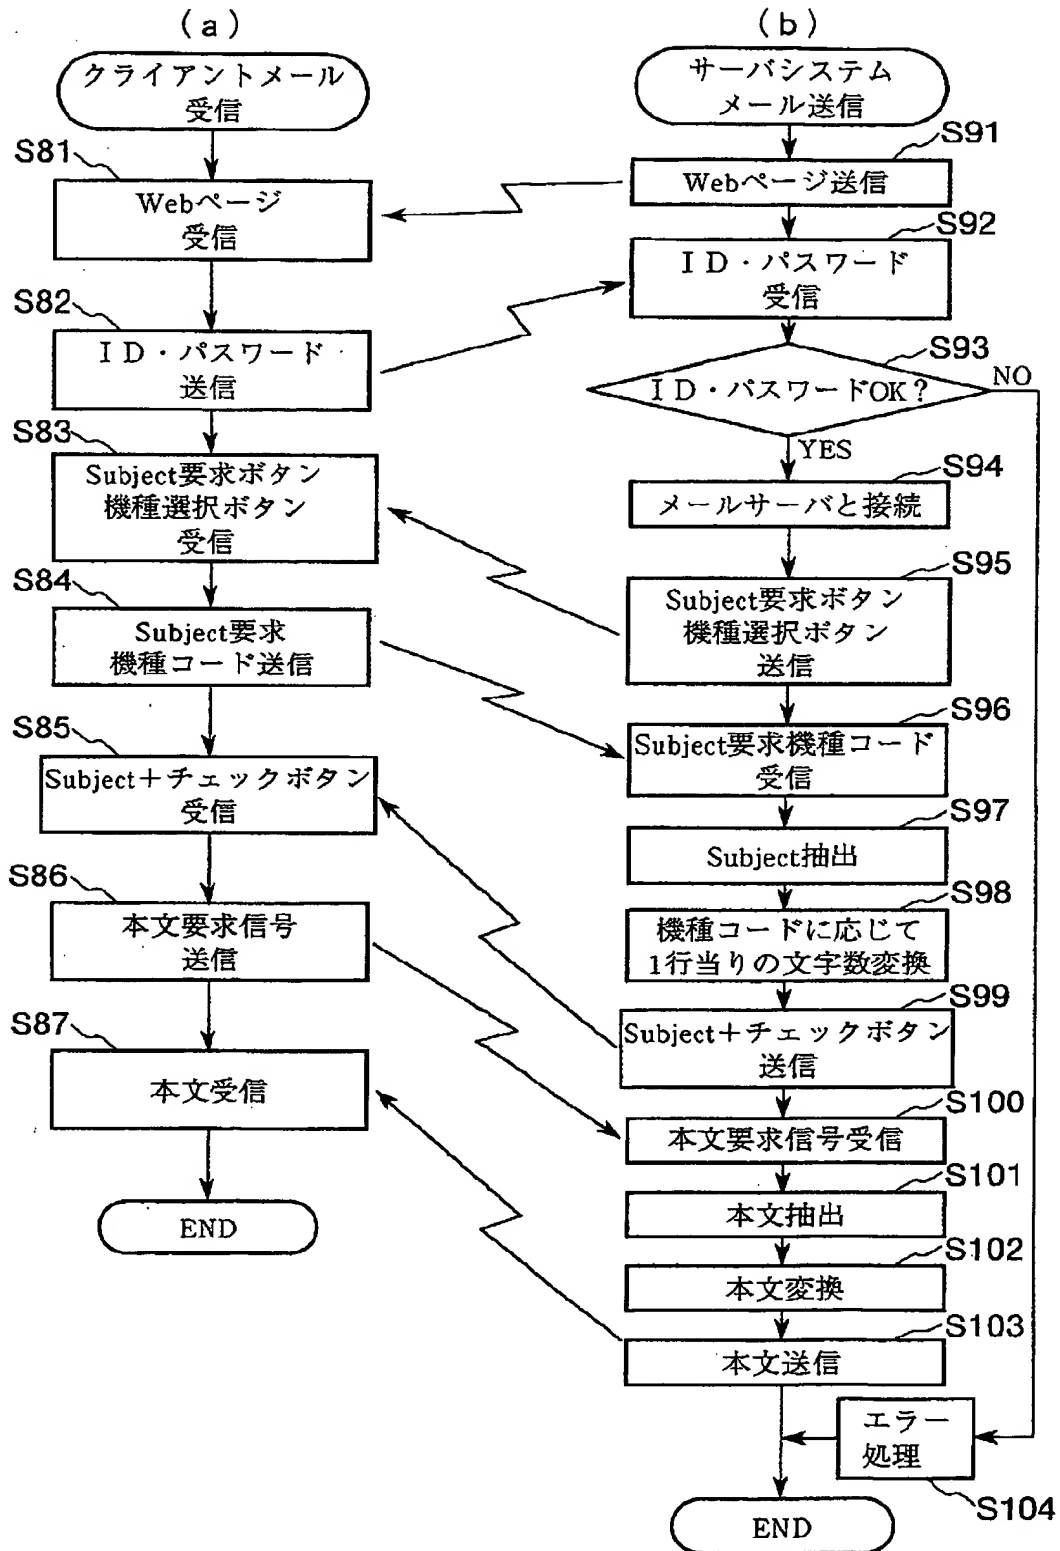 (a)
クライアントメール
受信
S81
Webページ
受信
S82
ID・パスワード
送信
S83
Subject要求ボタン
機種選択ボタン
受信
S84
Subject要求
機種コード送信
S85
Subject+チェックボタン
受信
S86
本文要求信号
送信
S87
本文受信
END
(b)
サーバシステム
メール送信
S91
Webページ送信
S92
ID・パスワード
受信
S93
ID・パスワードOK?
NO
YES
S94
メールサーバと接続
S95
Subject要求ボタン
機種選択ボタン
送信
S96
Subject要求機種コード
受信
S97
Subject抽出
S98
機種コードに応じて
1行当りの文字数変換
S99
Subject+チェックボタン
送信
S100
本文要求信号受信
S101
本文抽出
S102
本文変換
S103
本文送信
エラー
処理
S104
END